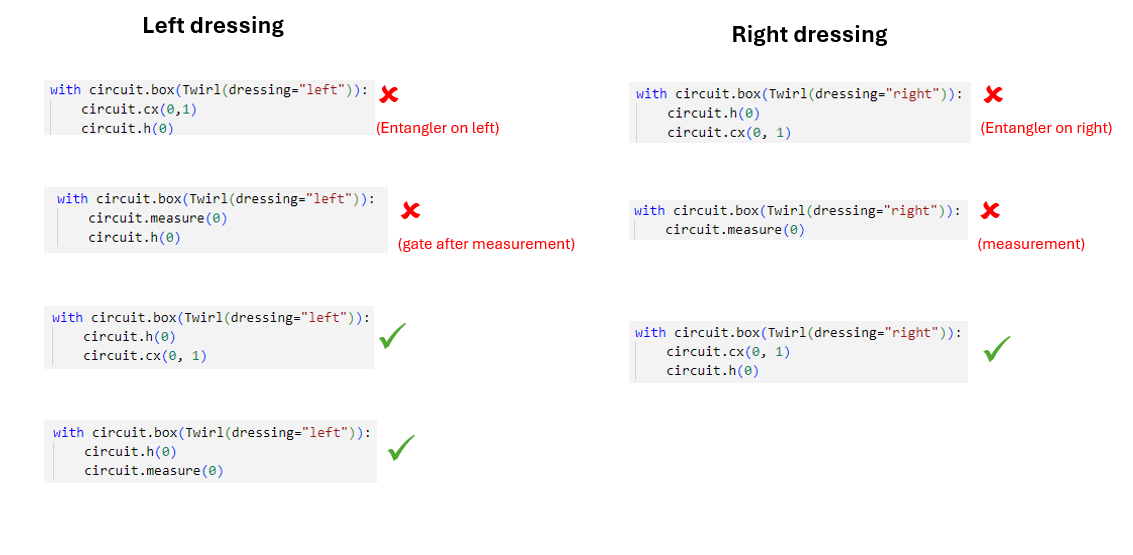 Left dressing
with circuit.box(Twirl(dressing="left")):
    circuit.cx(0,1)
    circuit.h(0)
(Entangler on left)
with circuit.box(Twirl(dressing="left")):
    circuit.measure(0)
    circuit.h(0)
(gate after measurement)
with circuit.box(Twirl(dressing="left")):
    circuit.h(0)
    circuit.cx(0, 1)
with circuit.box(Twirl(dressing="left")):
    circuit.h(0)
    circuit.measure(0)
Right dressing
with circuit.box(Twirl(dressing="right")):
    circuit.h(0)
    circuit.cx(0, 1)
(Entangler on right)
with circuit.box(Twirl(dressing="right")):
    circuit.measure(0)
(measurement)
with circuit.box(Twirl(dressing="right")):
    circuit.cx(0, 1)
    circuit.h(0)